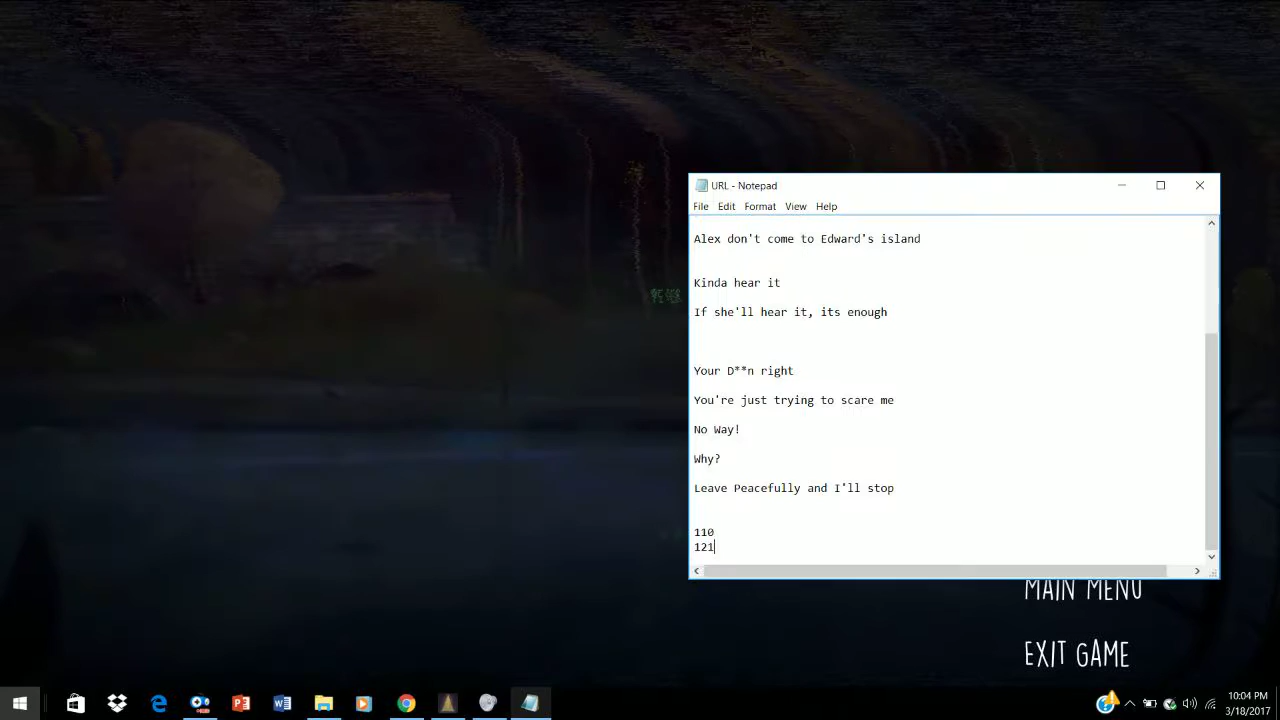 URL - Notepad
File Edit Format View Help
Alex don't come to Edward's island
Kinda hear it
If she'll hear it, its enough
Your D**n right
You're just trying to scare me
No Way!
Why?
Leave Peacefully and I'll stop
110
121
MAIN MENU
EXIT GAME
10:04 PM
3/18/2017